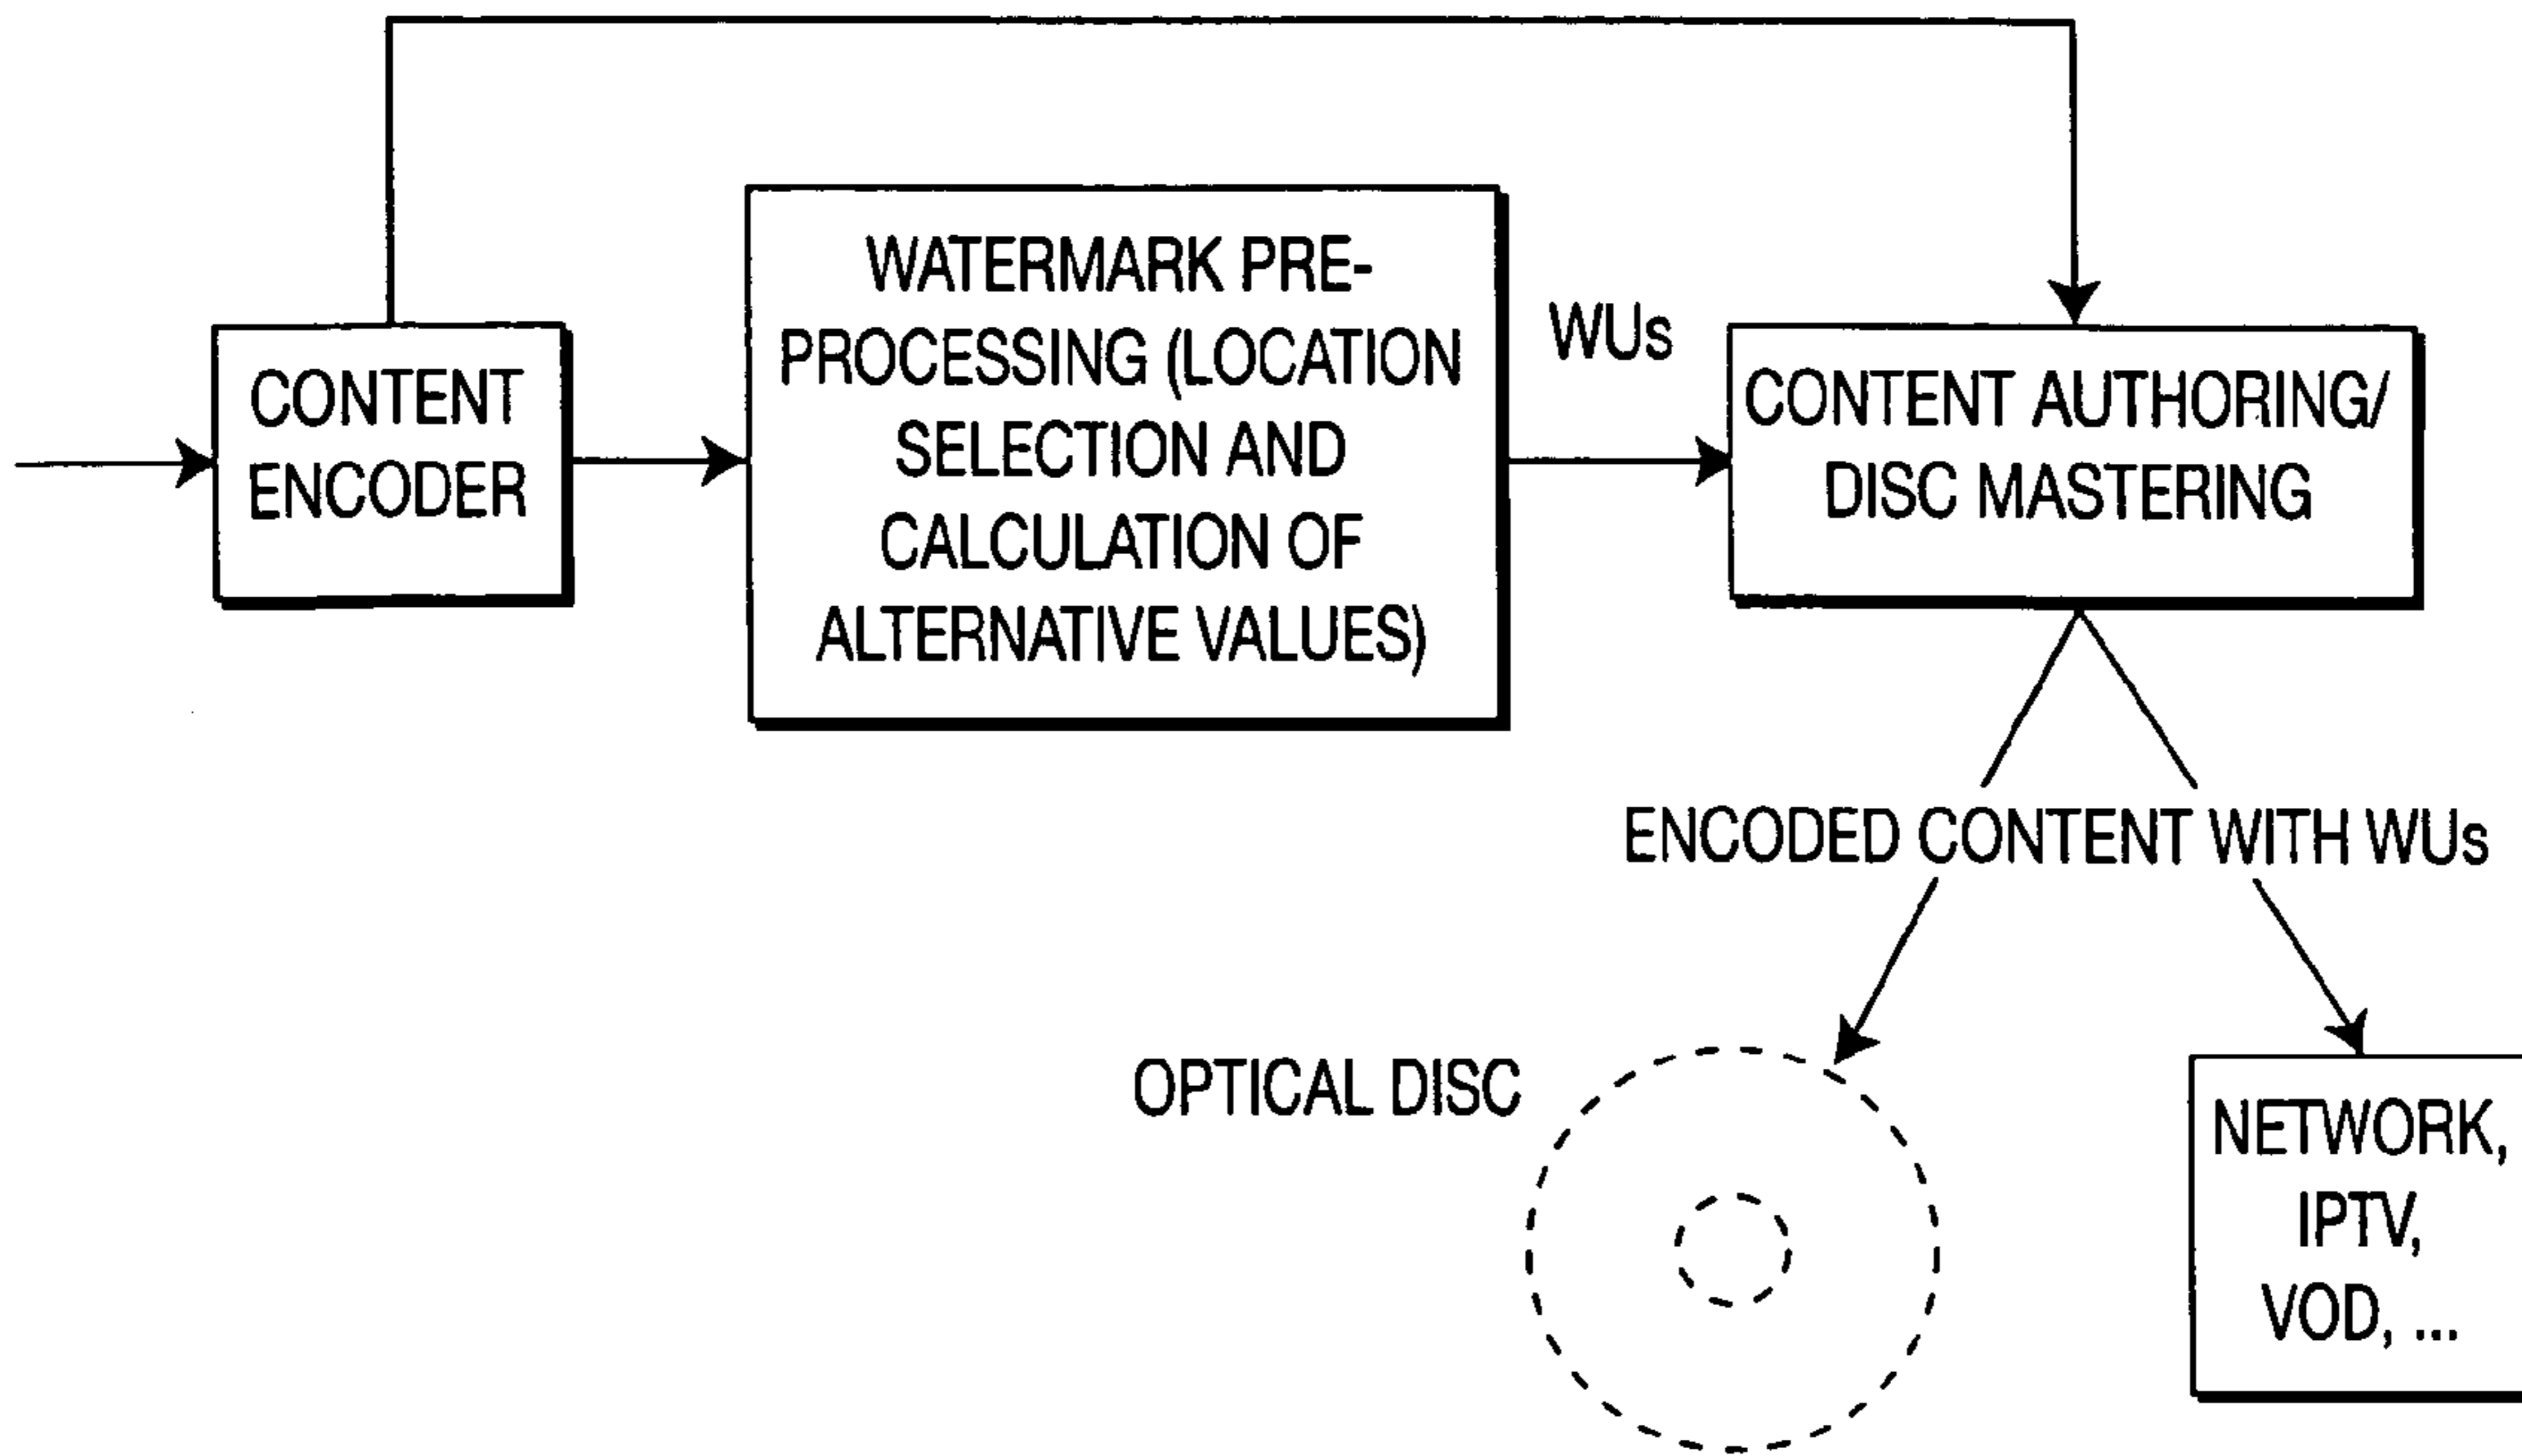 WATERMARK PRE-
PROCESSING (LOCATION
SELECTION AND
CALCULATION OF
ALTERNATIVE VALUES)
WUs
CONTENT
ENCODER
CONTENT AUTHORING/
DISC MASTERING
ENCODED CONTENT WITH WUs
OPTICAL DISC
NETWORK,
IPTV,
VOD, ...